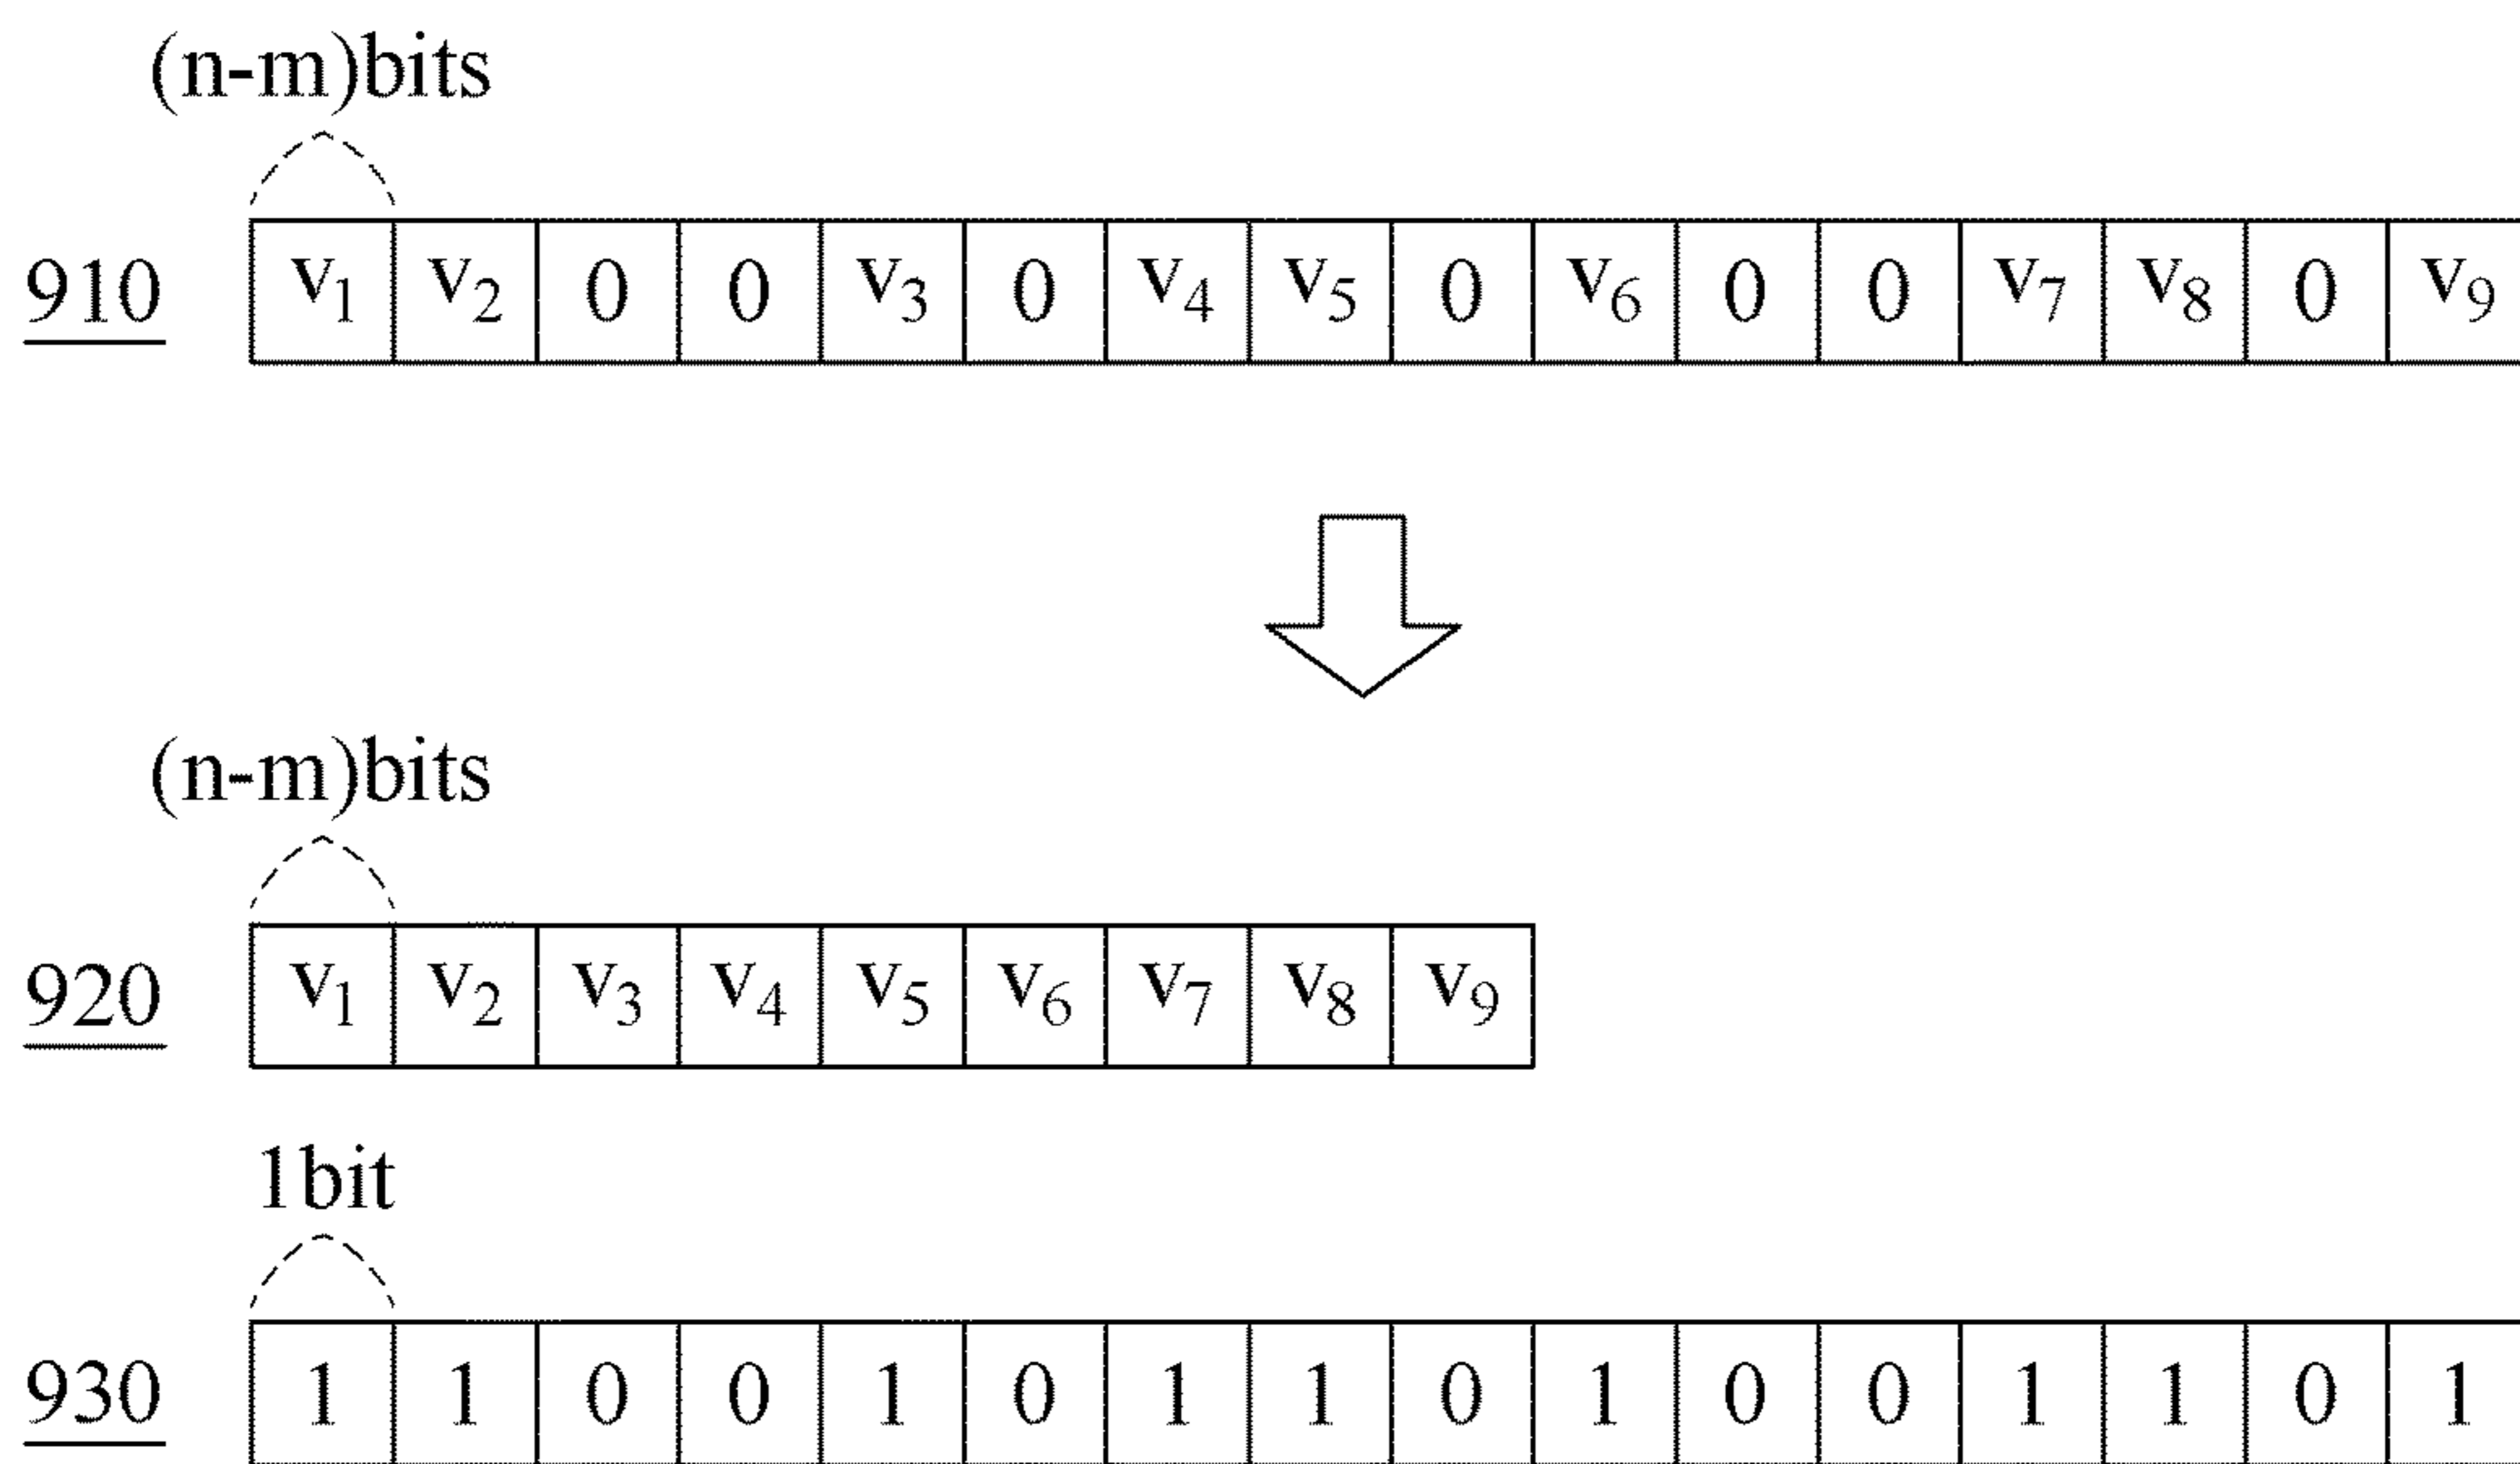 (n-m)bits
910 v₁ v₂ 0 0 v₃ 0 v₄ v₅ 0 v₆ 0 0 v₇ v₈ 0 v₉
(n-m)bits
920 v₁ v₂ v₃ v₄ v₅ v₆ v₇ v₈ v₉
1bit
930 1 1 0 0 1 0 1 1 0 1 0 0 1 1 0 1